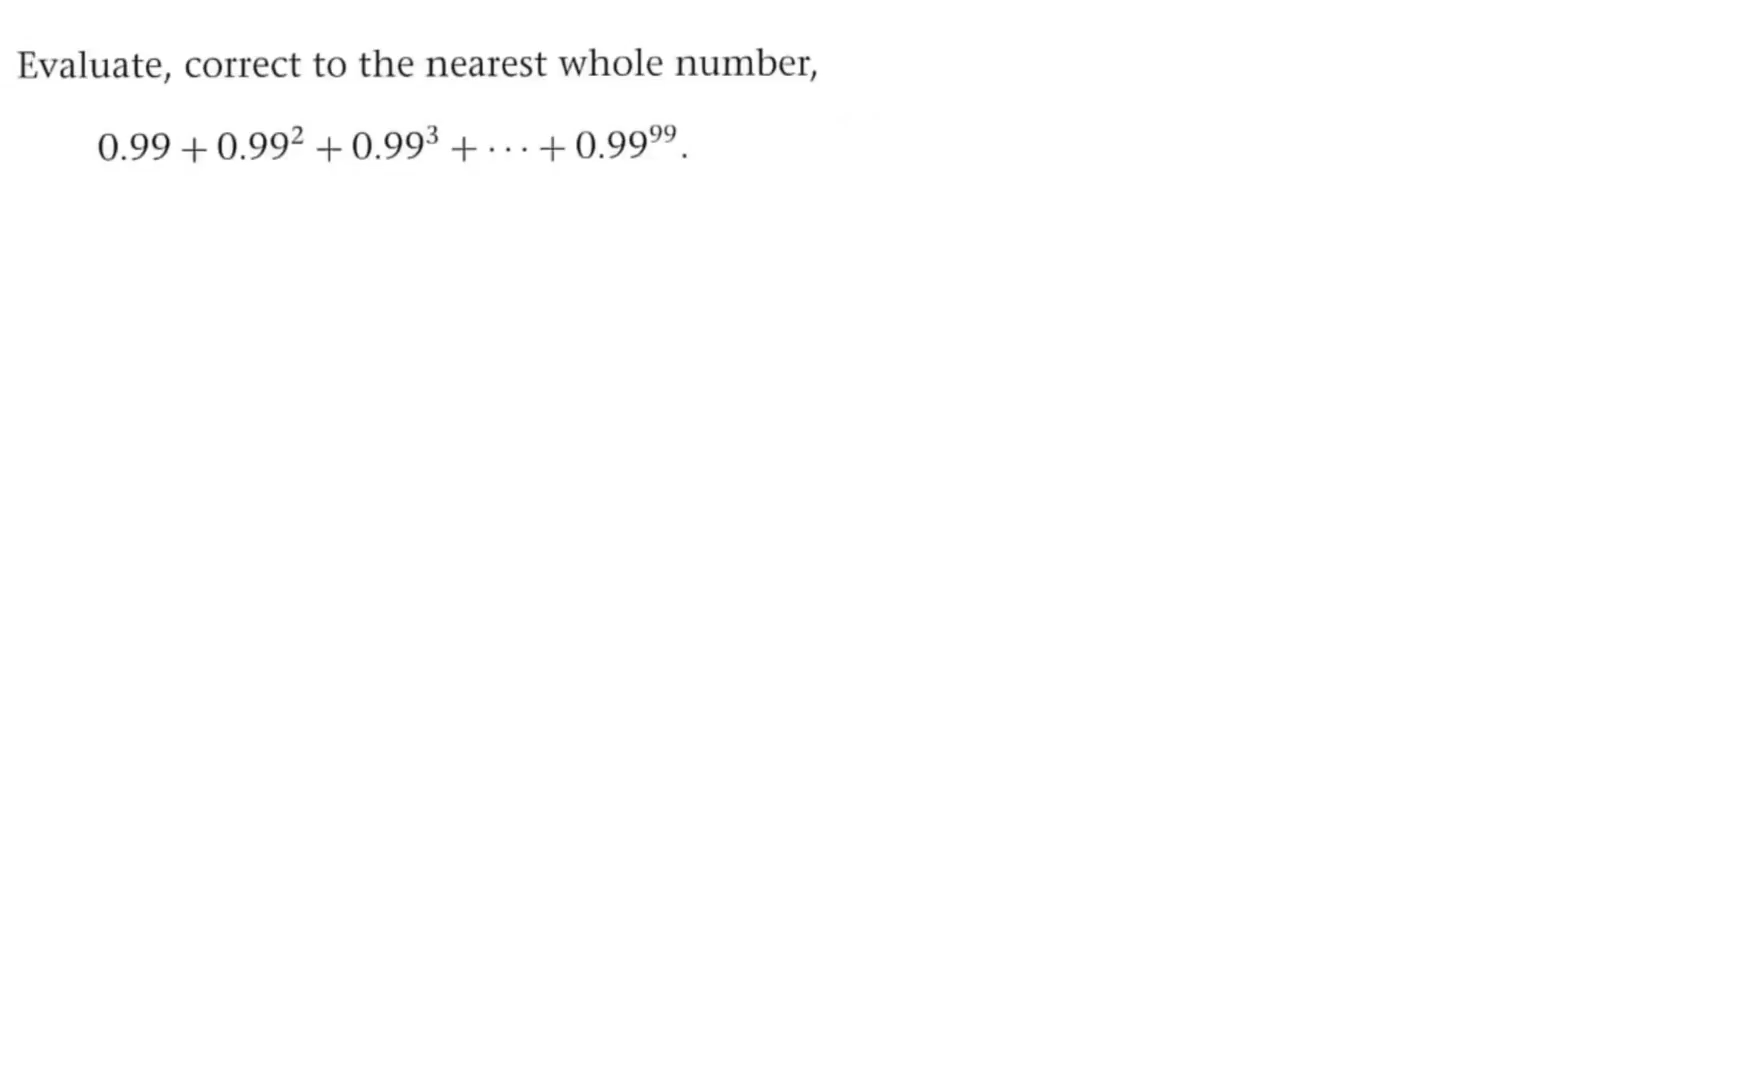 Evaluate, correct to the nearest whole number,
0.99 + 0.99² + 0.99³ + ··· + 0.99⁹⁹.